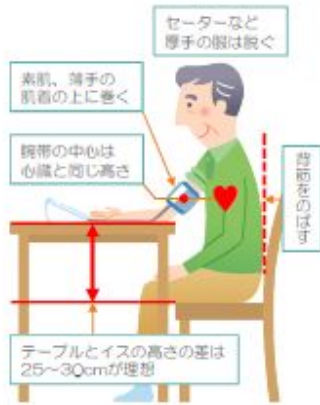 セーターなど
厚手の服は脱ぐ
素肌、薄手の
肌着の上に巻く
腕帯の中心は
心臓と同じ高さ
背筋をのばす
テーブルとイスの高さの差は
25〜30cmが理想